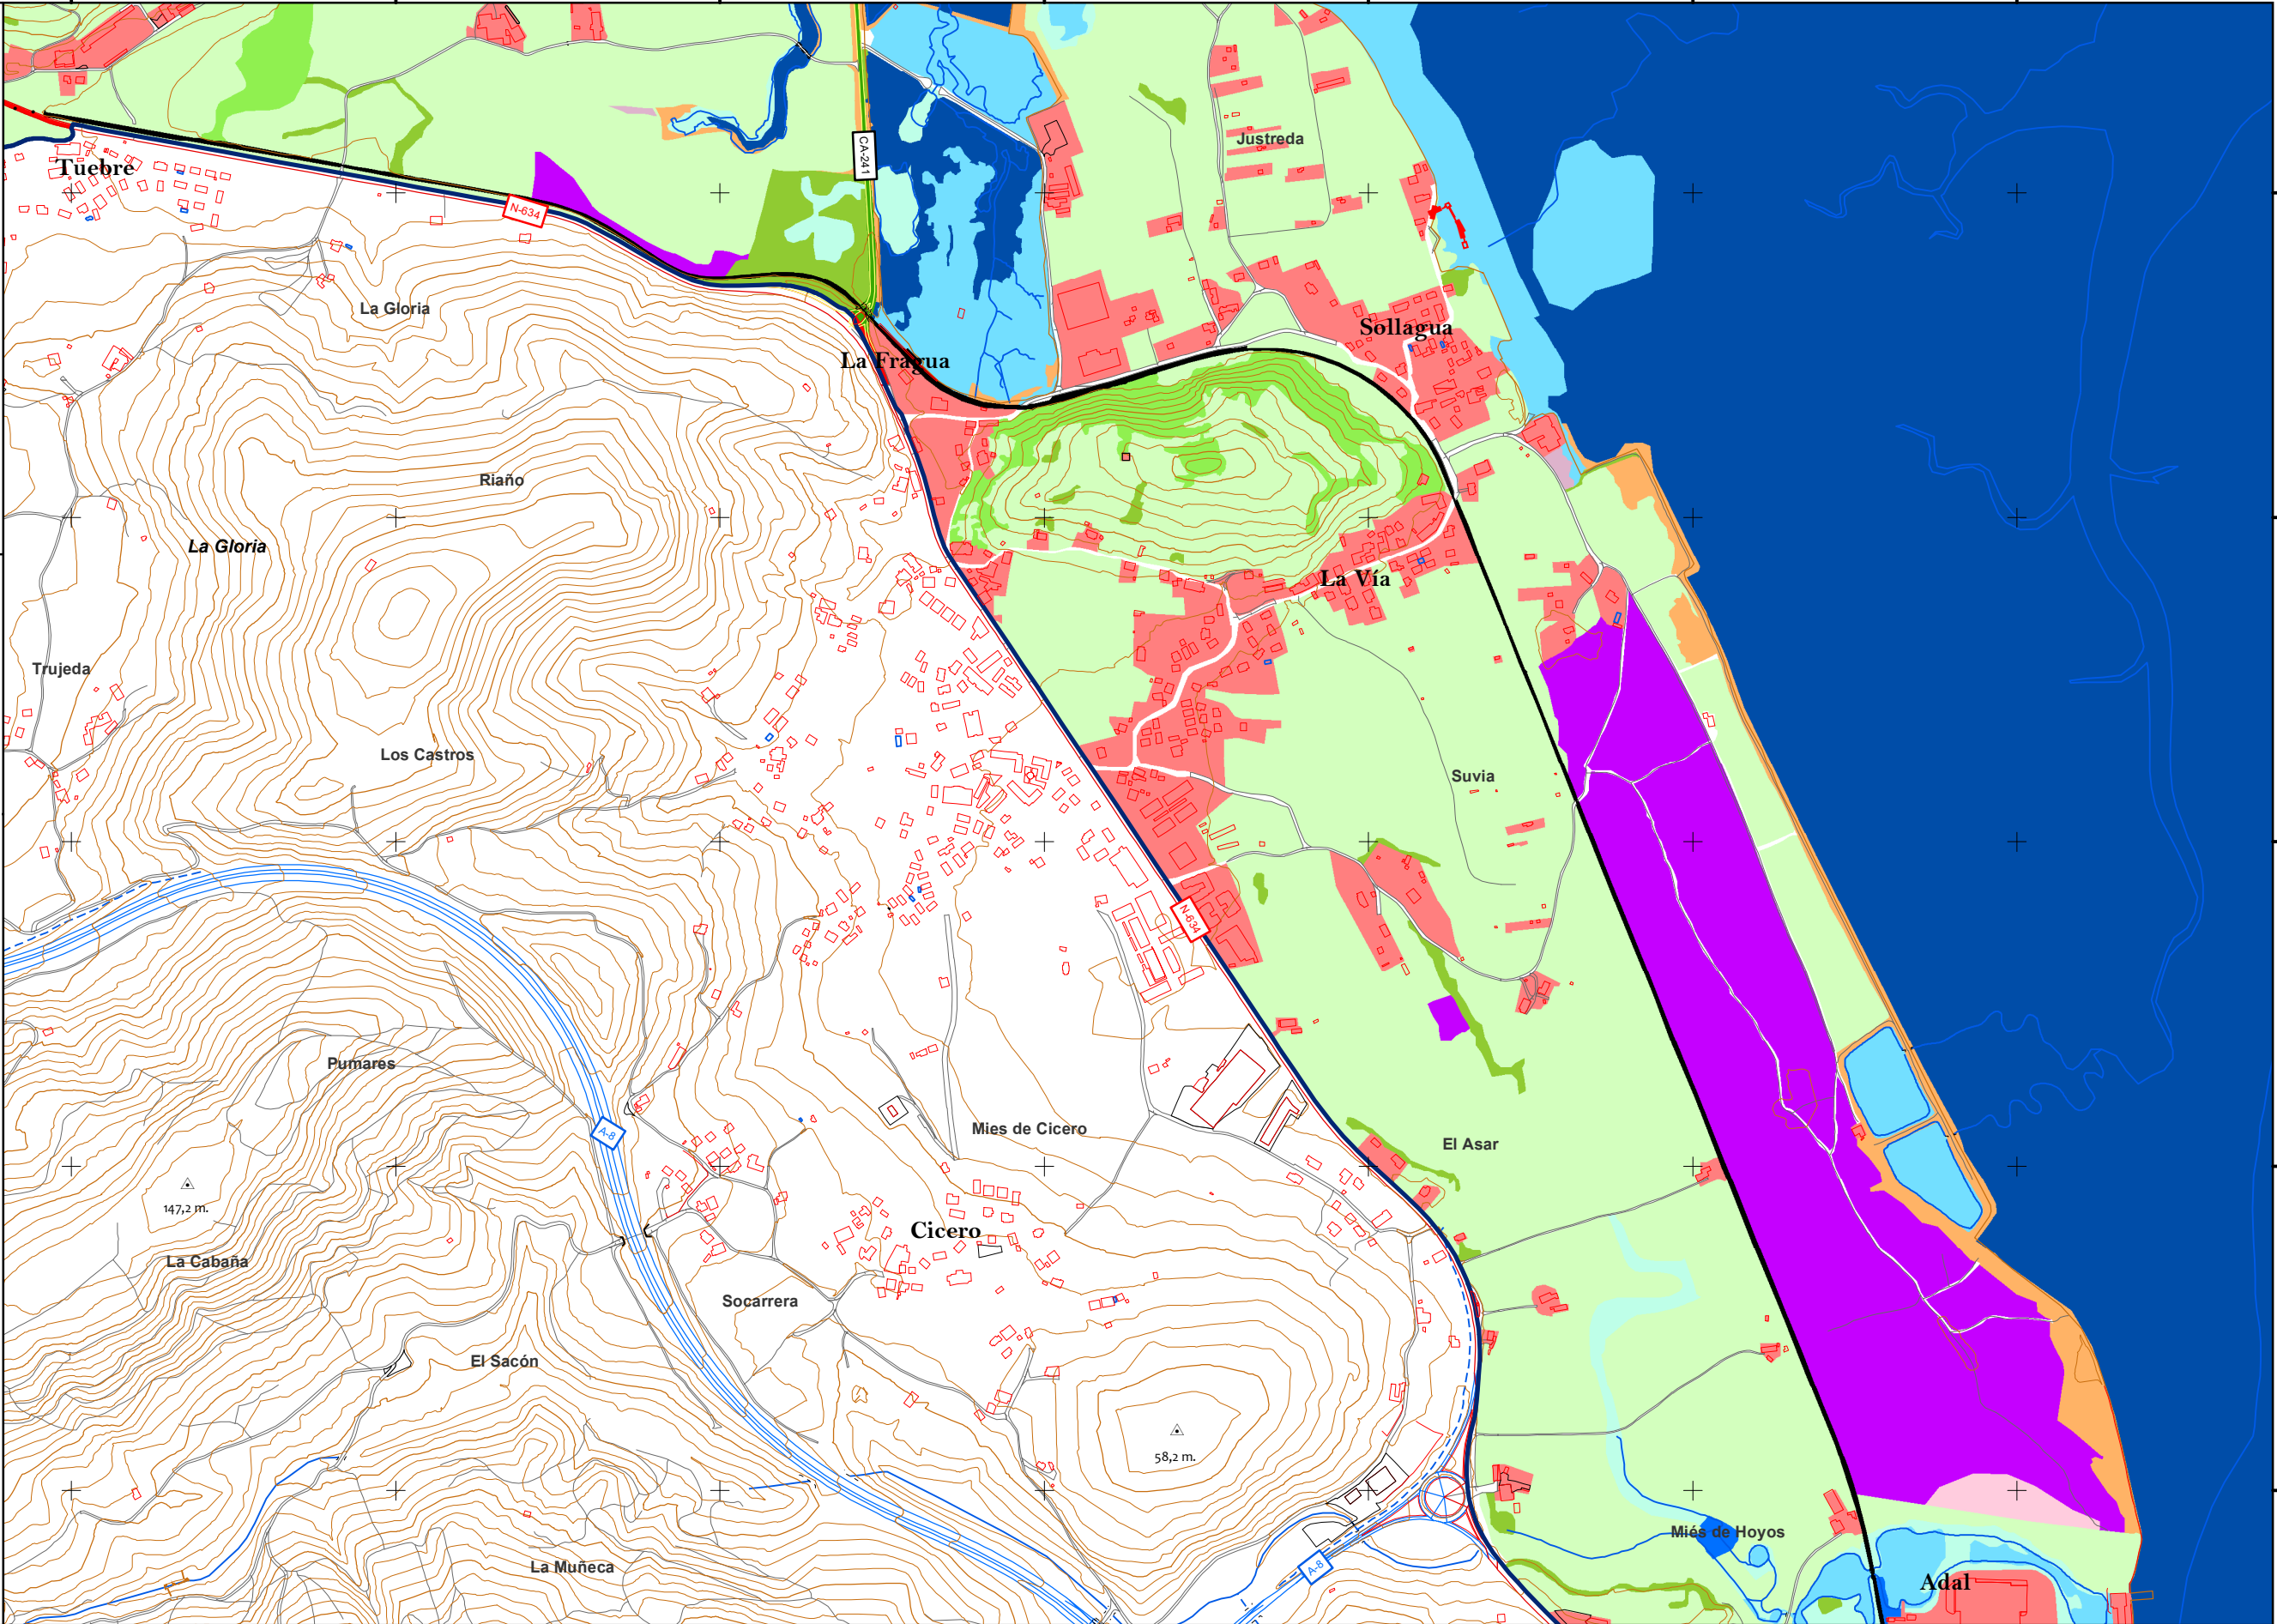 Justreda
CA-241
Tuebre
N-634
La Gloria
Sollagua
La Fragua
Riaño
La Gloria
La Vía
Trujeda
Los Castros
Suvia
N-634
Pumares
A-8
Mies de Cicero
El Asar
147,2 m.
Cicero
La Cabaña
Socarrera
El Sacón
58,2 m.
Miés de Hoyos
La Muñeca
A-8
Adal